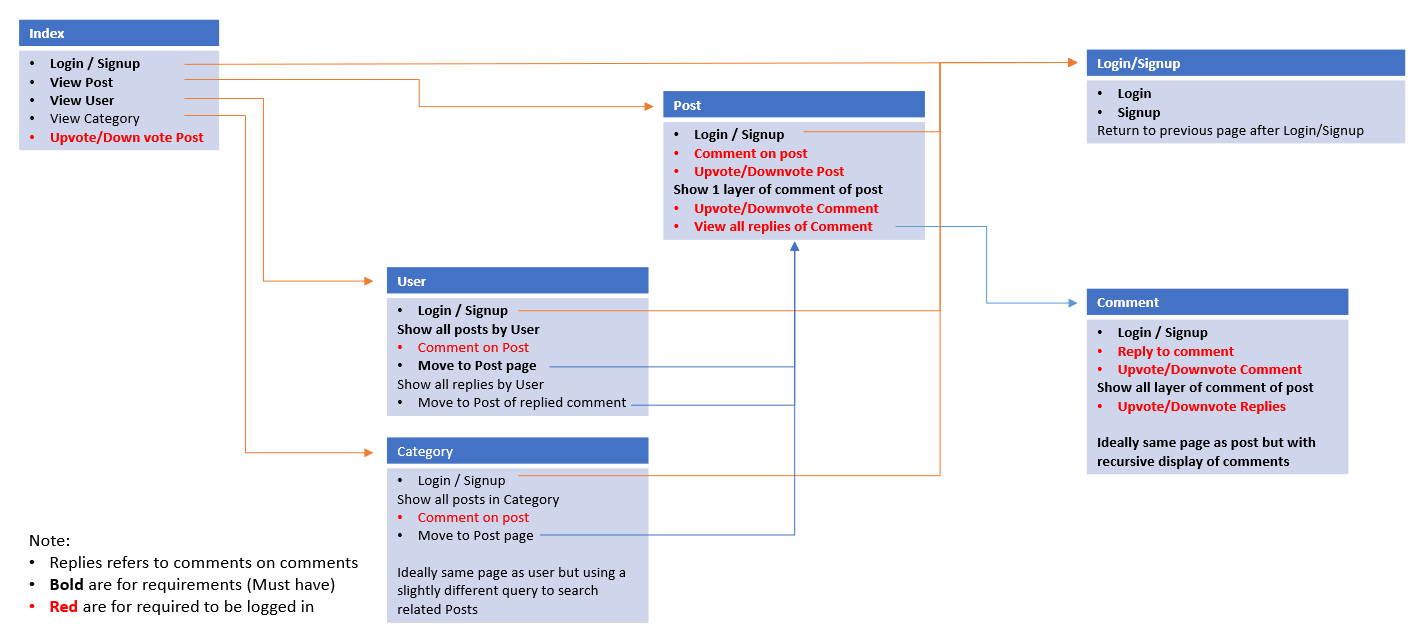 Index
• Login / Signup
• View Post
• View User
• View Category
• Upvote/Down vote Post
Login/Signup
• Login
• Signup
Return to previous page after Login/Signup
Post
• Login / Signup
• Comment on post
• Upvote/Downvote Post
Show 1 layer of comment of post
• Upvote/Downvote Comment
• View all replies of Comment
User
• Login / Signup
Show all posts by User
• Comment on Post
• Move to Post page
Show all replies by User
• Move to Post of replied comment
Comment
• Login / Signup
• Reply to comment
• Upvote/Downvote Comment
Show all layer of comment of post
• Upvote/Downvote Replies
Ideally same page as post but with
recursive display of comments
Category
• Login / Signup
Show all posts in Category
• Comment on post
• Move to Post page
Ideally same page as user but using a
slightly different query to search
related Posts
Note:
• Replies refers to comments on comments
• Bold are for requirements (Must have)
• Red are for required to be logged in